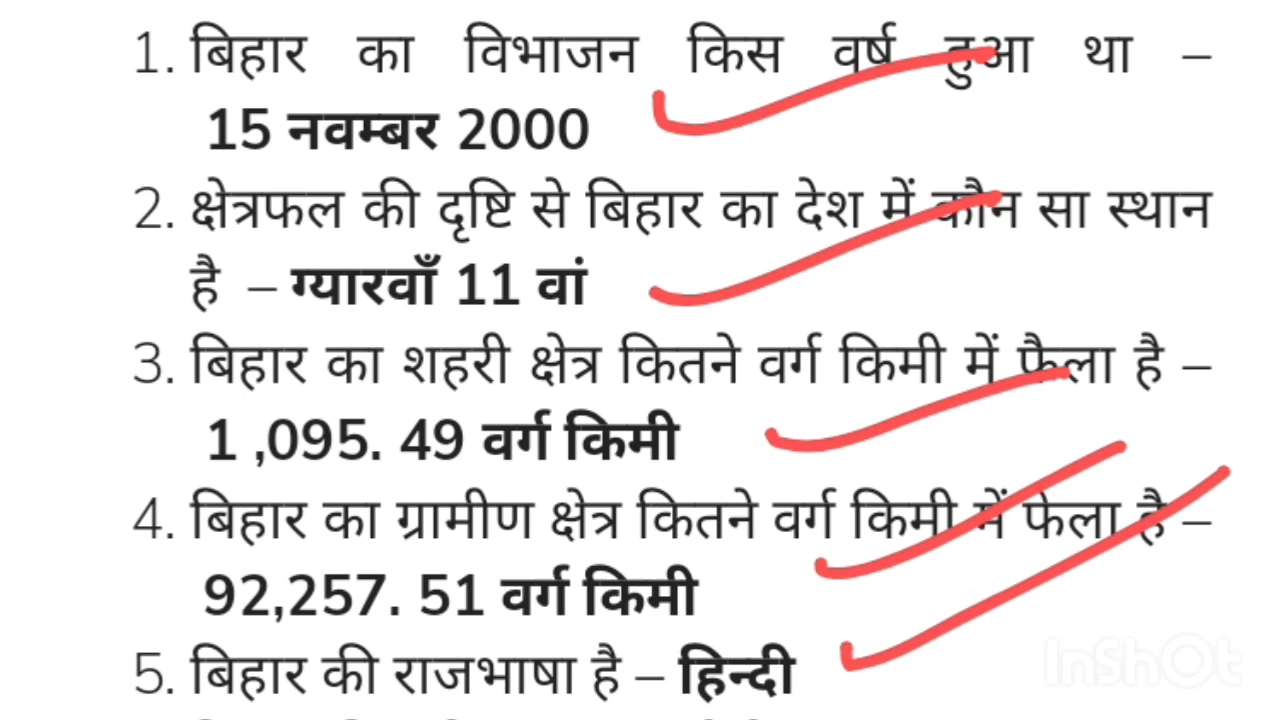 1. बिहार का विभाजन किस वर्ष हुआ था –
15 नवम्बर 2000
2. क्षेत्रफल की दृष्टि से बिहार का देश में कौन सा स्थान
है – ग्यारवाँ 11 वां
3. बिहार का शहरी क्षेत्र कितने वर्ग किमी में फैला है –
1 ,095. 49 वर्ग किमी
4. बिहार का ग्रामीण क्षेत्र कितने वर्ग किमी में फेला है –
92,257. 51 वर्ग किमी
5. बिहार की राजभाषा है – हिन्दी
InShOt